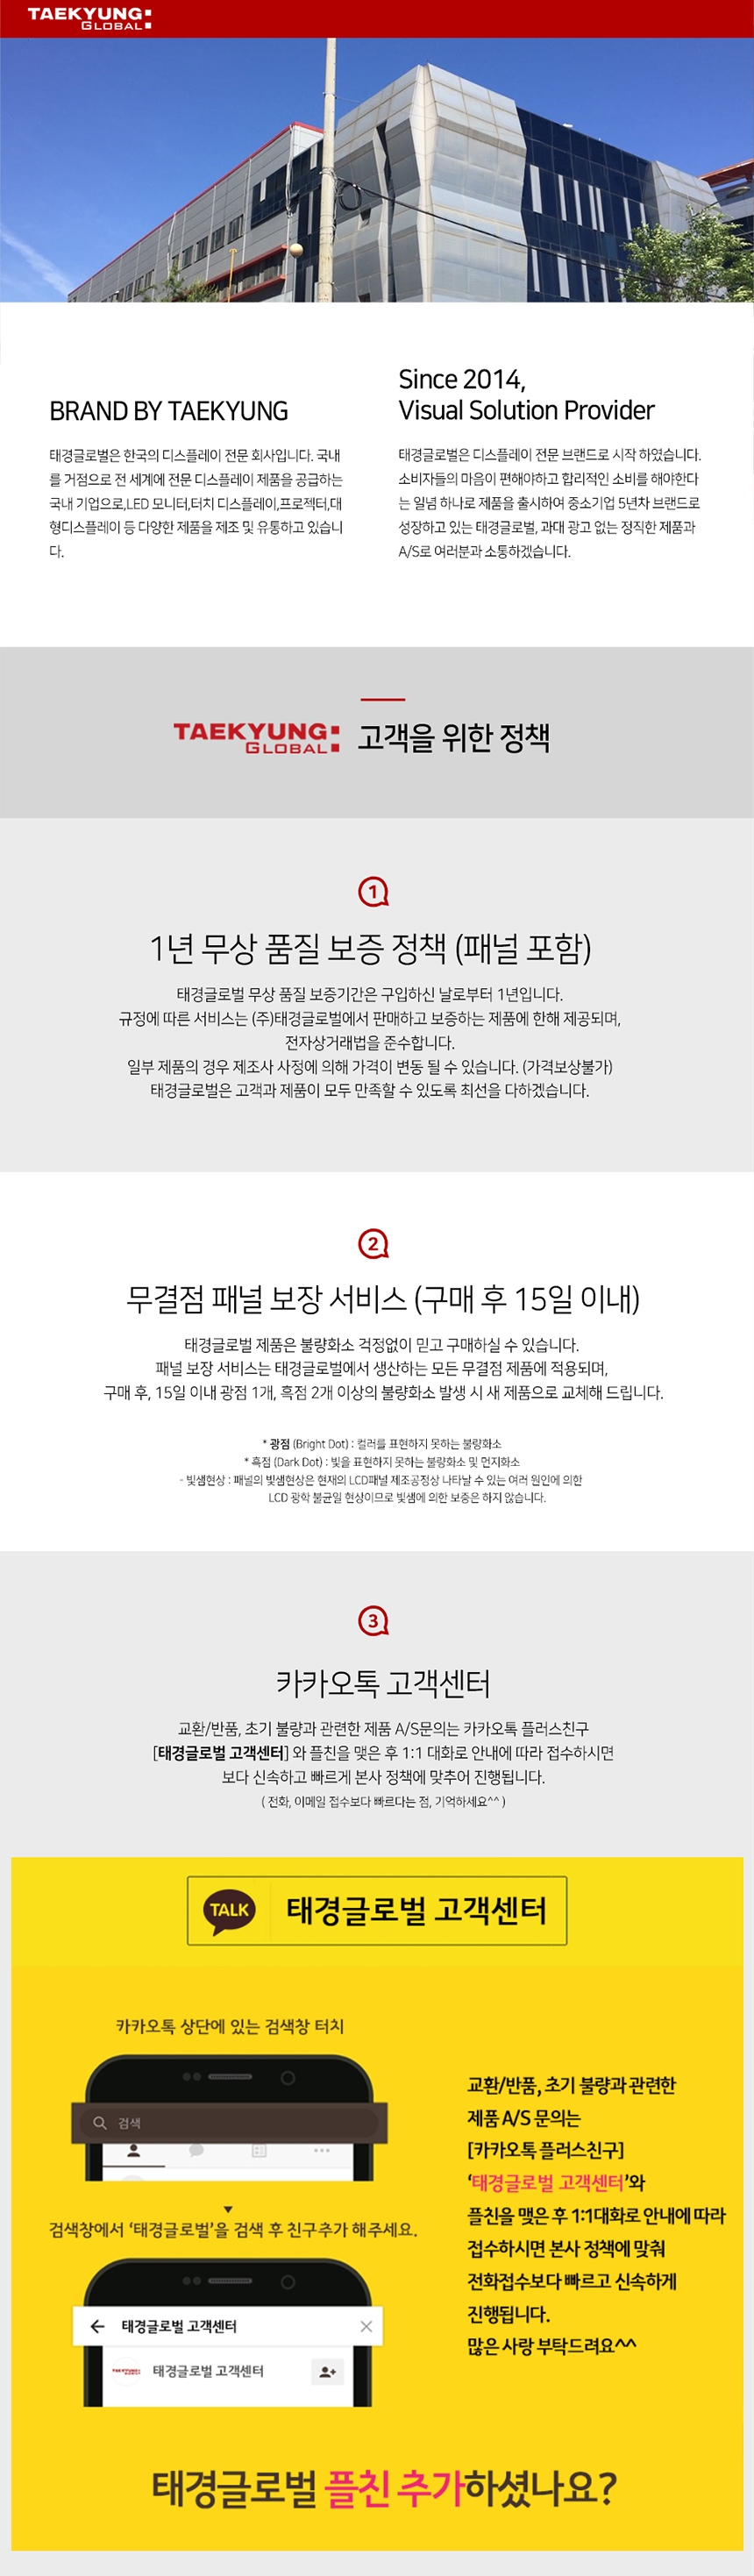 TAEKYUNG:
GLOBAL
BRAND BY TAEKYUNG
태경글로벌은 한국의 디스플레이 전문 회사입니다. 국내
를 거점으로 전 세계에 전문 디스플레이 제품을 공급하는
국내 기업으로,LED 모니터,터치 디스플레이,프로젝터,대
형디스플레이 등 다양한 제품을 제조 및 유통하고 있습니
다.
Since 2014,
Visual Solution Provider
태경글로벌은 디스플레이 전문 브랜드로 시작 하였습니다.
소비자들의 마음이 편해야하고 합리적인 소비를 해야한다
는 일념 하나로 제품을 출시하여 중소기업 5년차 브랜드로
성장하고 있는 태경글로벌, 과대 광고 없는 정직한 제품과
A/S로 여러분과 소통하겠습니다.
TAEKYUNG:
GLOBAL
고객을 위한 정책
1
1년 무상 품질 보증 정책 (패널 포함)
태경글로벌 무상 품질 보증기간은 구입하신 날로부터 1년입니다.
규정에 따른 서비스는 (주)태경글로벌에서 판매하고 보증하는 제품에 한해 제공되며,
전자상거래법을 준수합니다.
일부 제품의 경우 제조사 사정에 의해 가격이 변동 될 수 있습니다. (가격보상불가)
태경글로벌은 고객과 제품이 모두 만족할 수 있도록 최선을 다하겠습니다.
2
무결점 패널 보장 서비스 (구매 후 15일 이내)
태경글로벌 제품은 불량화소 걱정없이 믿고 구매하실 수 있습니다.
패널 보장 서비스는 태경글로벌에서 생산하는 모든 무결점 제품에 적용되며,
구매 후, 15일 이내 광점 1개, 흑점 2개 이상의 불량화소 발생 시 새 제품으로 교체해 드립니다.
* 광점 (Bright Dot) : 컬러를 표현하지 못하는 불량화소
* 흑점 (Dark Dot) : 빛을 표현하지 못하는 불량화소 및 먼지화소
- 빛샘현상 : 패널의 빛샘현상은 현재의 LCD패널 제조공정상 나타날 수 있는 여러 원인에 의한
LCD 광학 불균일 현상이므로 빛샘에 의한 보증은 하지 않습니다.
3
카카오톡 고객센터
교환/반품, 초기 불량과 관련한 제품 A/S문의는 카카오톡 플러스친구
[태경글로벌 고객센터] 와 플친을 맺은 후 1:1 대화로 안내에 따라 접수하시면
보다 신속하고 빠르게 본사 정책에 맞추어 진행됩니다.
( 전화, 이메일 접수보다 빠르다는 점, 기억하세요^^ )
TALK 태경글로벌 고객센터
카카오톡 상단에 있는 검색창 터치
검색
▼
검색창에서 ‘태경글로벌’을 검색 후 친구추가 해주세요.
태경글로벌 고객센터
TAEKYUNG:
태경글로벌 고객센터
교환/반품, 초기 불량과 관련한
제품 A/S 문의는
[카카오톡 플러스친구]
‘태경글로벌 고객센터’와
플친을 맺은 후 1:1대화로 안내에 따라
접수하시면 본사 정책에 맞춰
전화접수보다 빠르고 신속하게
진행됩니다.
많은 사랑 부탁드려요^^
태경글로벌 플친 추가하셨나요?